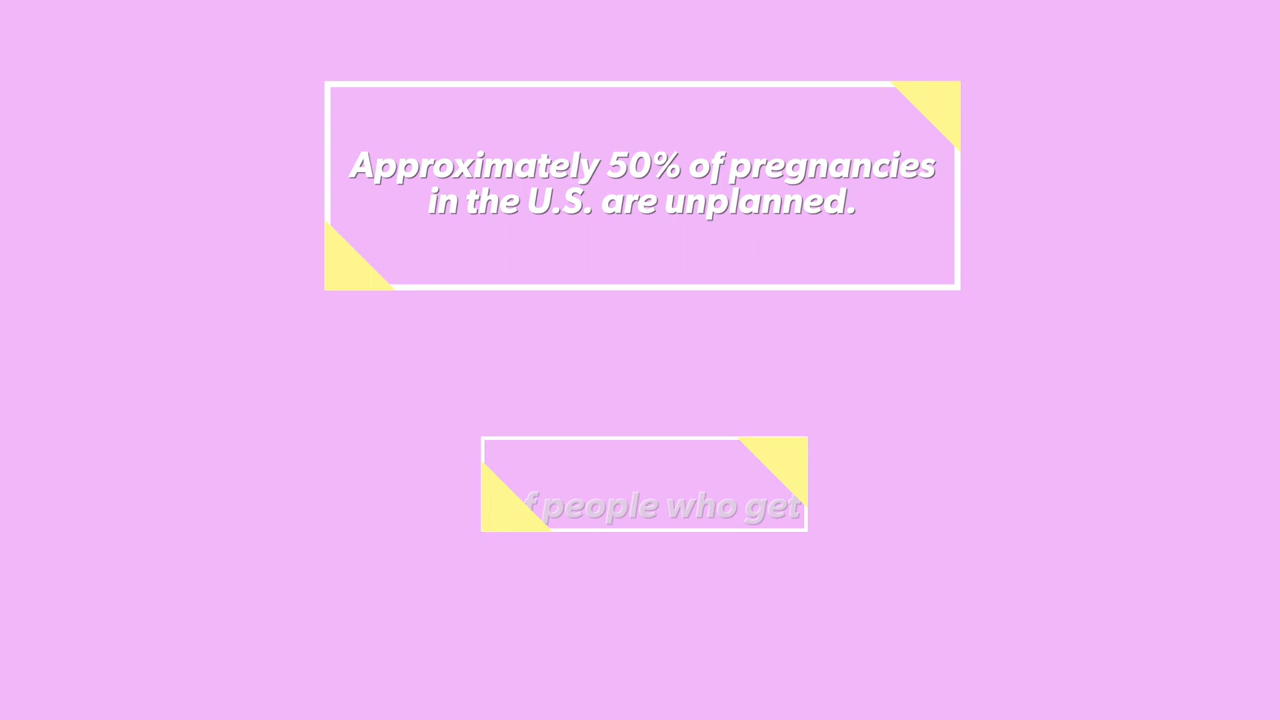 Approximately 50% of pregnancies
in the U.S. are unplanned.
people who get